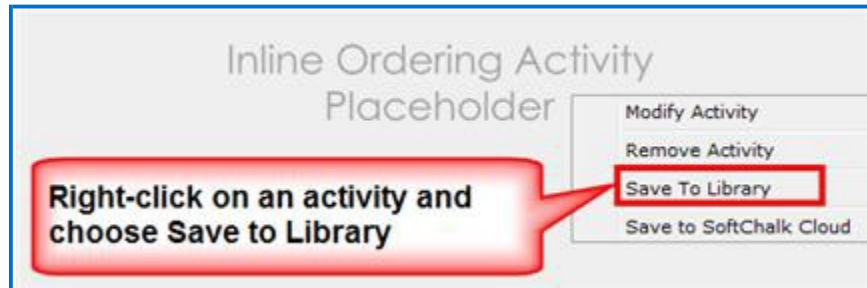 Inline Ordering Activity
Placeholder
Modify Activity
Remove Activity
Save To Library
Save to SoftChalk Cloud
Right-click on an activity and
choose Save to Library